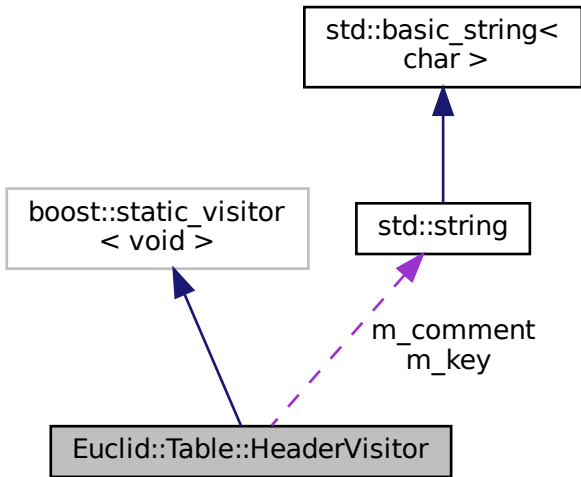 std::basic_string<
char >
boost::static_visitor
< void >
std::string
m_comment
m_key
Euclid::Table::HeaderVisitor